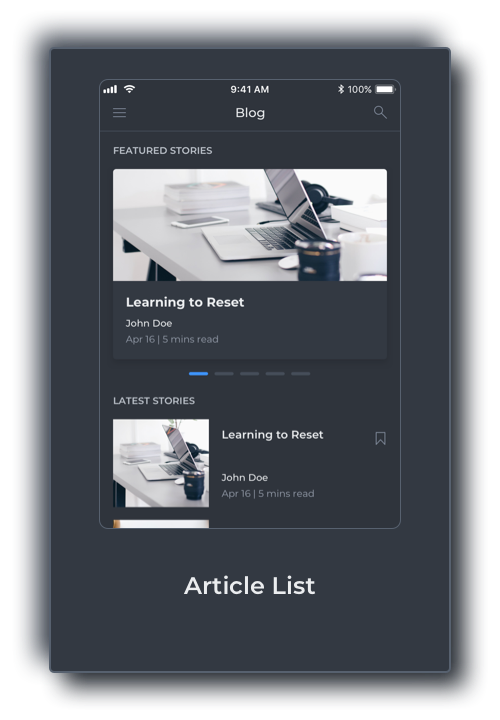 9:41 AM
100%
Blog
FEATURED STORIES
Learning to Reset
John Doe
Apr 16 | 5 mins read
LATEST STORIES
Learning to Reset
John Doe
Apr 16 | 5 mins read
Article List